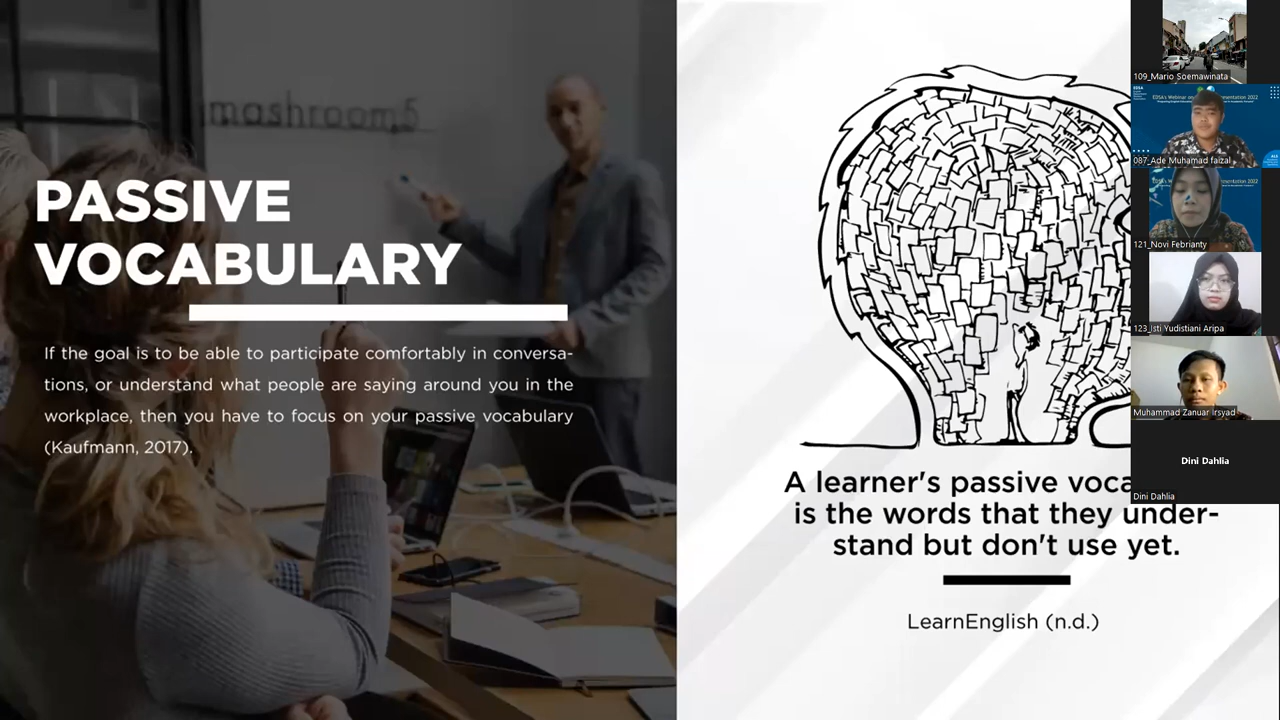 mashroom5
PASSIVE
VOCABULARY
If the goal is to be able to participate comfortably in conversa-
tions, or understand what people are saying around you in the
workplace, then you have to focus on your passive vocabulary
(Kaufmann, 2017).
A learner's passive voca
is the words that they under-
stand but don't use yet.
LearnEnglish (n.d.)
109_Mario Soemawinata
087_Ade Muhamad faizal
121_Novi Febrianty
123_Isti Yudistiani Aripa
Muhammad Zanuar Irsyad
Dini Dahlia
Dini Dahlia